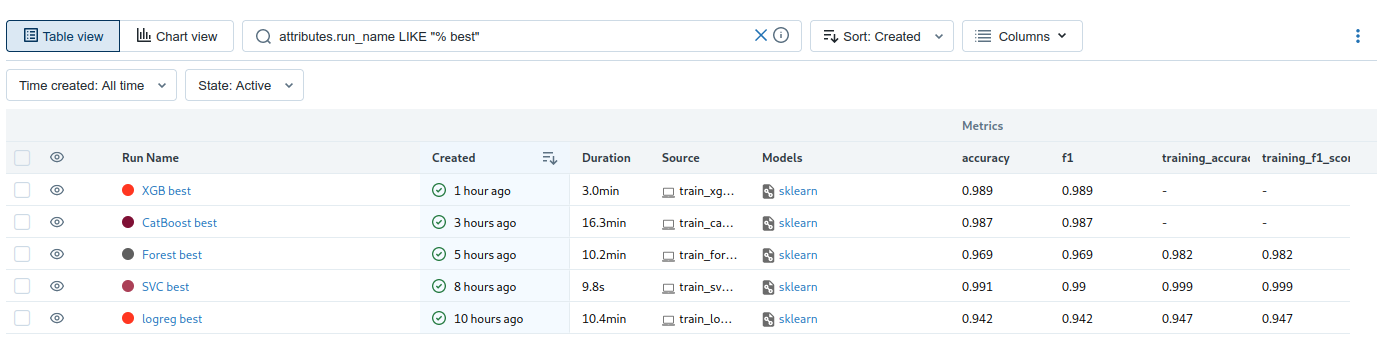 Table view Chart view attributes.run_name LIKE "% best" Sort: Created Columns
Time created: All time State: Active
Metrics
Run Name Created Duration Source Models accuracy f1 training_accurac training_f1_scor
XGB best 1 hour ago 3.0min train_xg... sklearn 0.989 0.989 - -
CatBoost best 3 hours ago 16.3min train_ca... sklearn 0.987 0.987 - -
Forest best 5 hours ago 10.2min train_for... sklearn 0.969 0.969 0.982 0.982
SVC best 8 hours ago 9.8s train_sv... sklearn 0.991 0.99 0.999 0.999
logreg best 10 hours ago 10.4min train_lo... sklearn 0.942 0.942 0.947 0.947